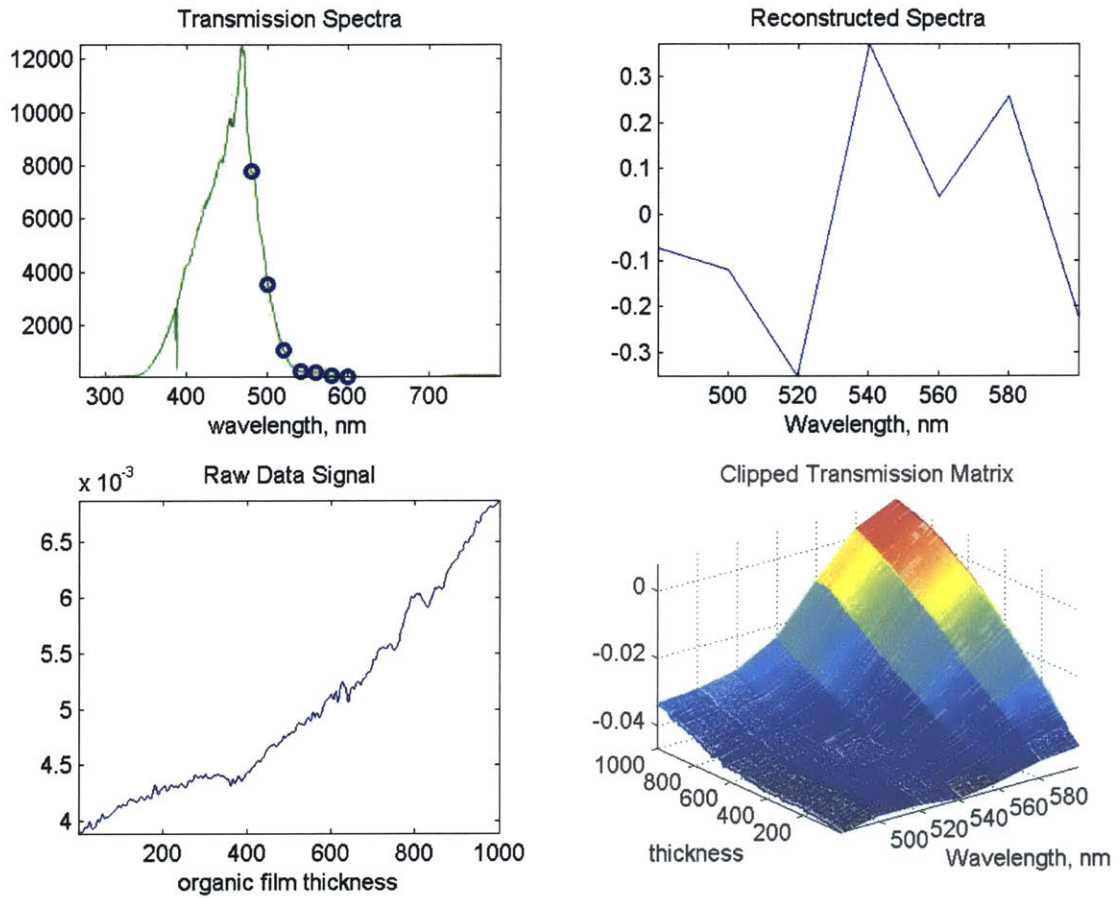 Transmission Spectra
12000
10000
8000
6000
4000
2000
300 400 500 600 700
wavelength, nm
Reconstructed Spectra
0.3
0.2
0.1
0
-0.1
-0.2
-0.3
500 520 540 560 580
Wavelength, nm
Raw Data Signal
x 10-3
6.5
6
5.5
5
4.5
4
200 400 600 800 1000
organic film thickness
Clipped Transmission Matrix
0
-0.02
-0.04
1000
800
600
400
200
thickness
500 520 540 560 580
Wavelength, nm